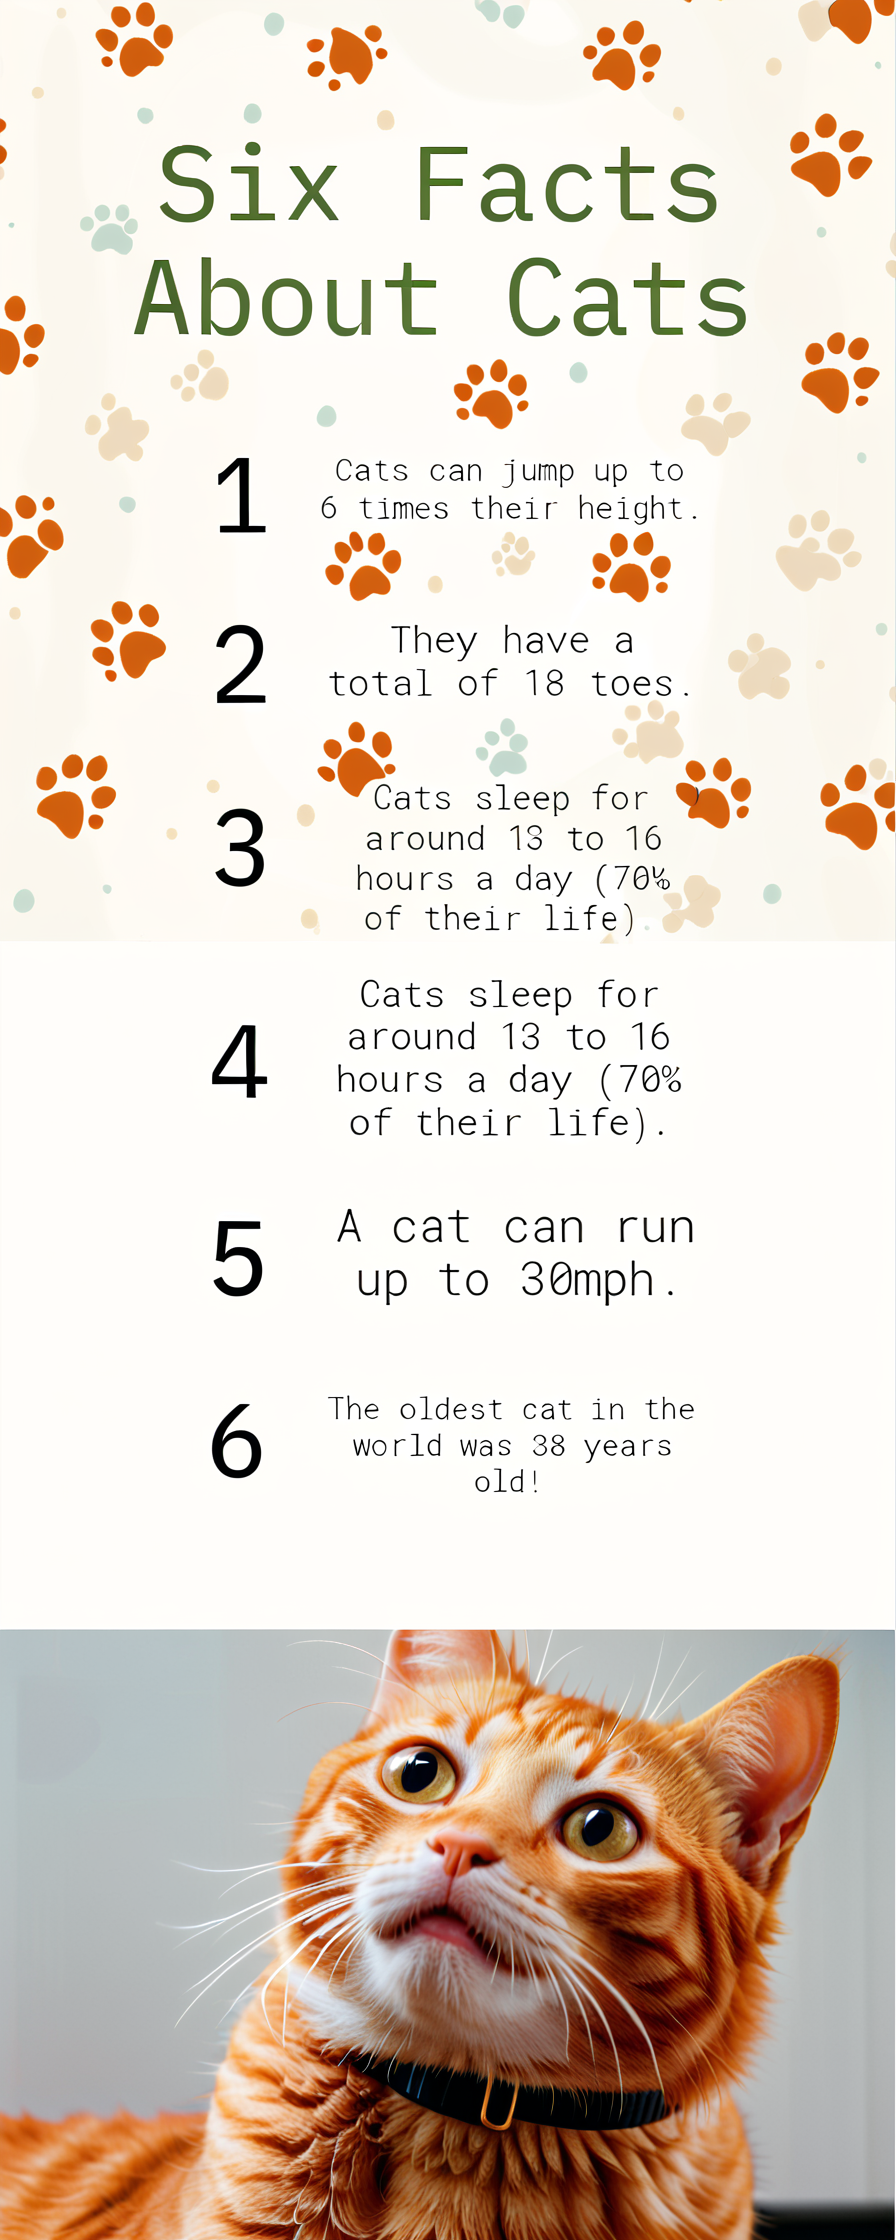 Six Facts
About Cats
1
Cats can jump up to
6 times their height.
2
They have a
total of 18 toes.
3
Cats sleep for
around 13 to 16
hours a day (70%
of their life).
4
Cats sleep for
around 13 to 16
hours a day (70%
of their life).
5
A cat can run
up to 30mph.
6
The oldest cat in the
world was 38 years
old!